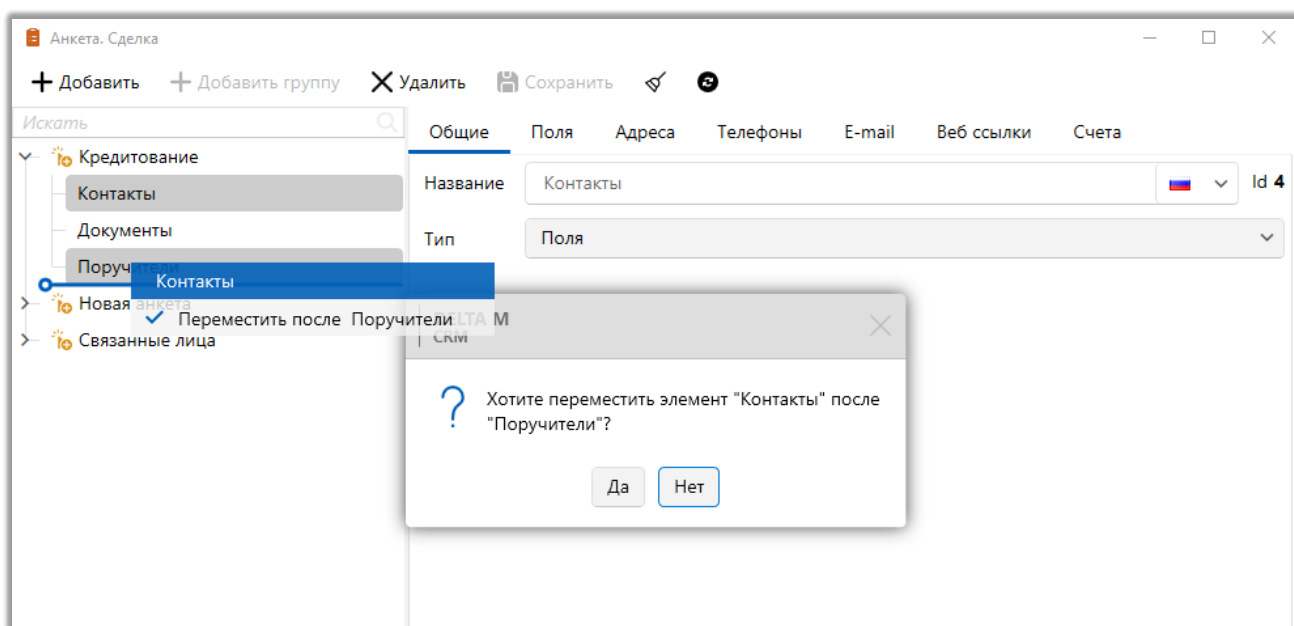 Анкета. Сделка
Добавить Добавить группу Удалить Сохранить
Искать
Кредитование
Контакты
Документы
Поручители
Контакты
Новая анкета
Переместить после Поручители
Связанные лица
Общие Поля Адреса Телефоны E-mail Веб ссылки Счета
Название Контакты Id 4
Тип Поля
DELTA M
CRM
Хотите переместить элемент "Контакты" после
"Поручители"?
Да Нет